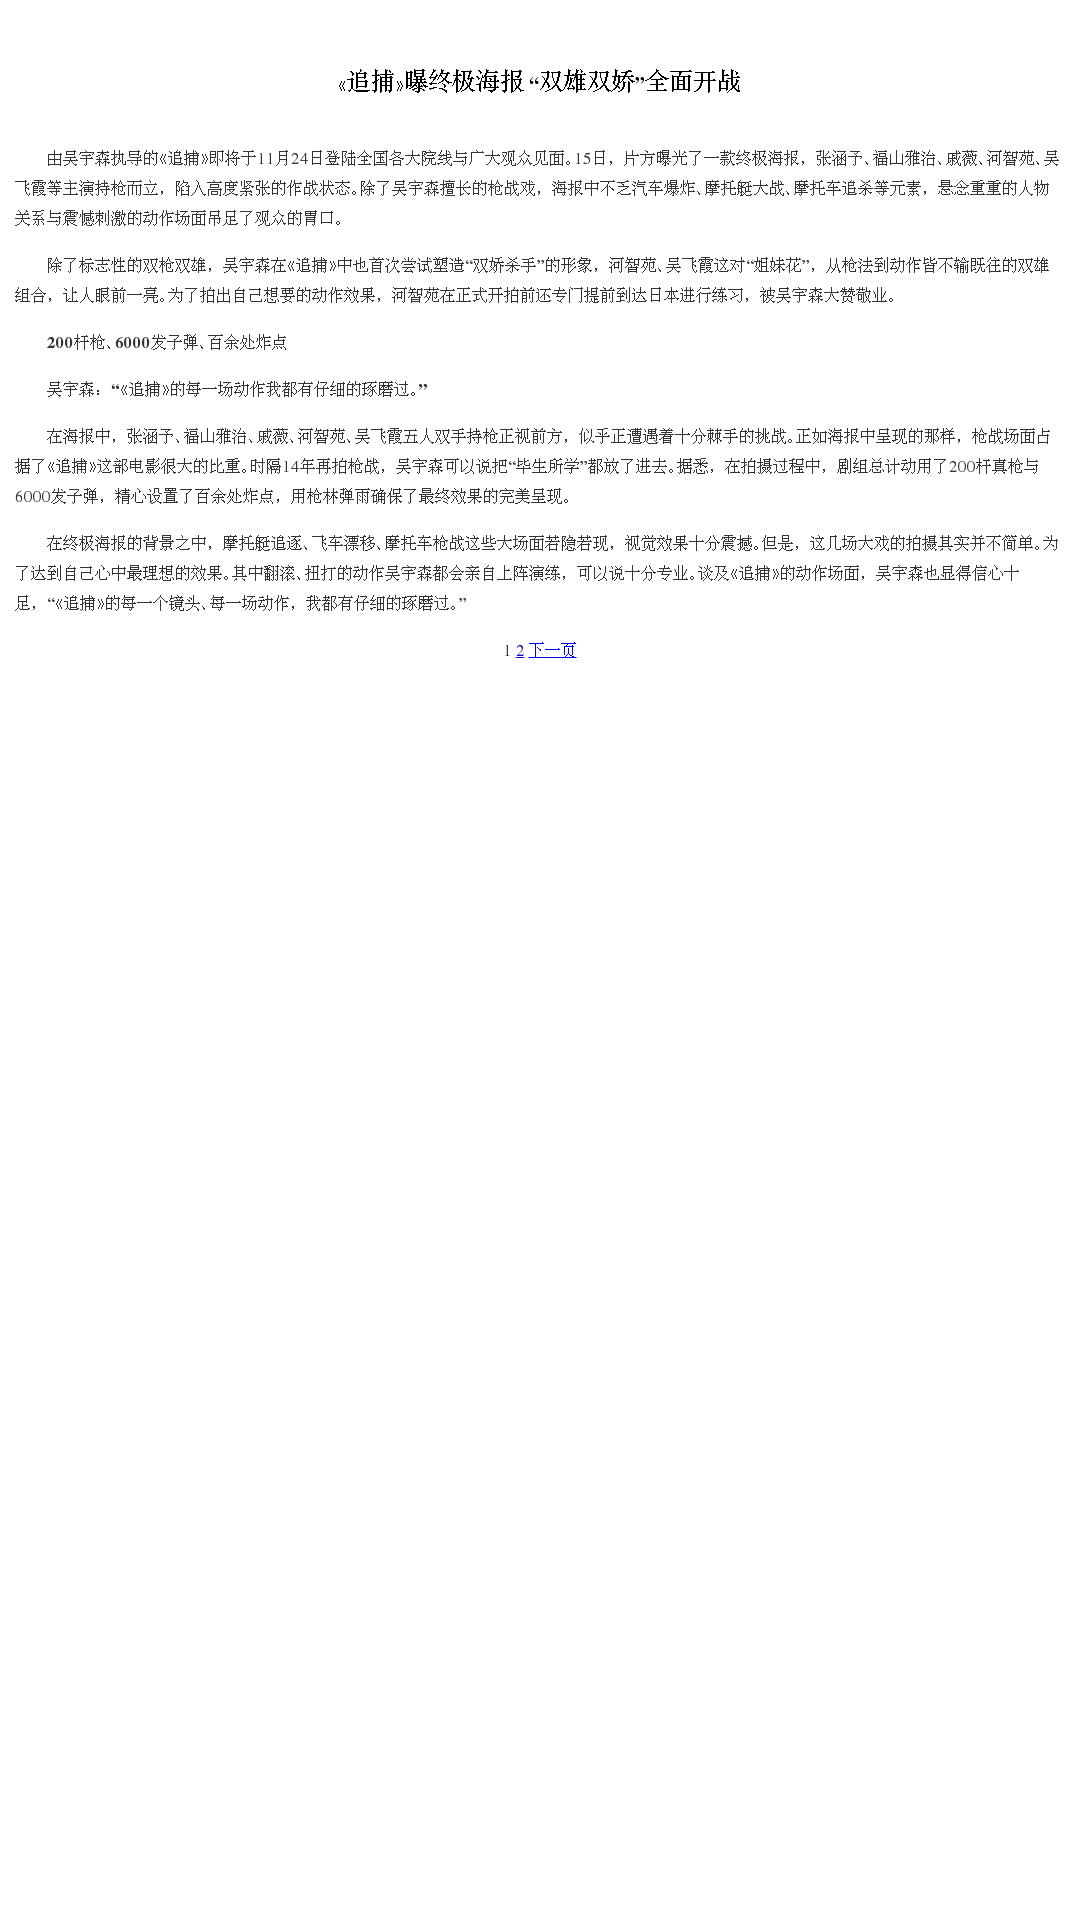 《追捕》曝终极海报 “双雄双娇”全面开战
由吴宇森执导的《追捕》即将于11月24日登陆全国各大院线与广大观众见面。15日，片方曝光了一款终极海报，张涵予、福山雅治、戚薇、河智苑、吴
飞霞等主演持枪而立，陷入高度紧张的作战状态。除了吴宇森擅长的枪战戏，海报中不乏汽车爆炸、摩托艇大战、摩托车追杀等元素，悬念重重的人物
关系与震憾刺激的动作场面吊足了观众的胃口。
除了标志性的双枪双雄，吴宇森在《追捕》中也首次尝试塑造“双娇杀手”的形象，河智苑、吴飞霞这对“姐妹花”，从枪法到动作皆不输既往的双雄
组合，让人眼前一亮。为了拍出自己想要的动作效果，河智苑在正式开拍前还专门提前到达日本进行练习，被吴宇森大赞敬业。
200杆枪、6000发子弹、百余处炸点
吴宇森：“《追捕》的每一场动作我都有仔细的琢磨过。”
在海报中，张涵予、福山雅治、戚薇、河智苑、吴飞霞五人双手持枪正视前方，似乎正遭遇着十分棘手的挑战。正如海报中呈现的那样，枪战场面占
据了《追捕》这部电影很大的比重。时隔14年再拍枪战，吴宇森可以说把“毕生所学”都放了进去。据悉，在拍摄过程中，剧组总计动用了200杆真枪与
6000发子弹，精心设置了百余处炸点，用枪林弹雨确保了最终效果的完美呈现。
在终极海报的背景之中，摩托艇追逐、飞车漂移、摩托车枪战这些大场面若隐若现，视觉效果十分震撼。但是，这几场大戏的拍摄其实并不简单。为
了达到自己心中最理想的效果。其中翻滚、扭打的动作吴宇森都会亲自上阵演练，可以说十分专业。谈及《追捕》的动作场面，吴宇森也显得信心十
足，“《追捕》的每一个镜头、每一场动作，我都有仔细的琢磨过。”
1 2 下一页